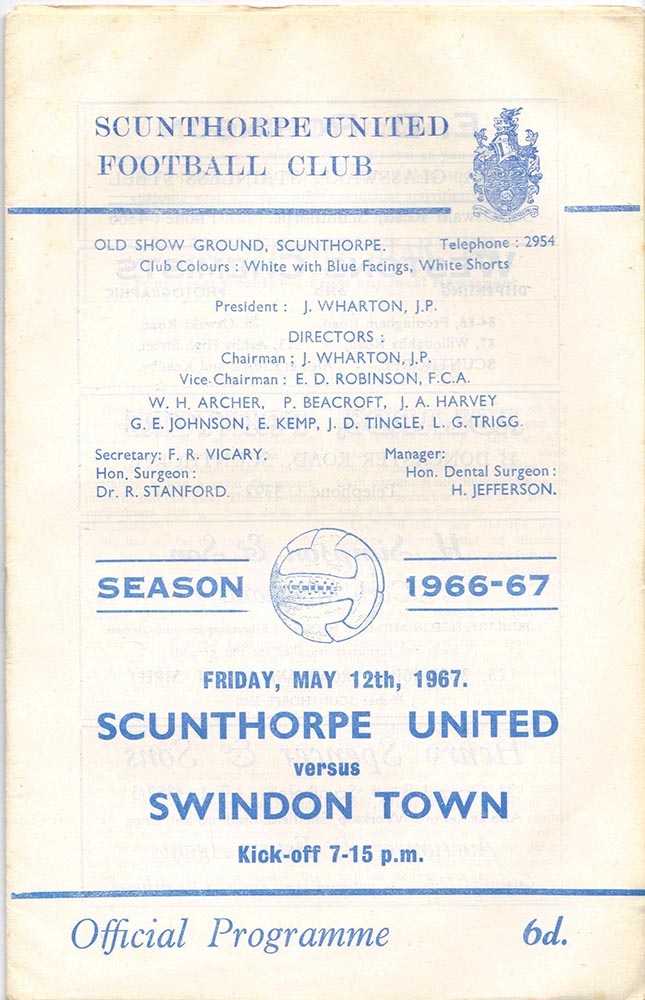 SCUNTHORPE UNITED
FOOTBALL CLUB
OLD SHOW GROUND, SCUNTHORPE. Telephone : 2954
Club Colours : White with Blue Facings, White Shorts
President : J. WHARTON, J.P.
DIRECTORS :
Chairman ; J. WHARTON, J.P.
Vice-Chairman : E. D. ROBINSON, F.C.A.
W. H. ARCHER, P. BEACROFT, J. A. HARVEY
G. E. JOHNSON, E. KEMP, J. D. TINGLE, L. G. TRIGG.
Secretary: F. R. VICARY. Manager:
Hon. Surgeon : Hon. Dental Surgeon :
Dr. R. STANFORD. H. JEFFERSON.
SEASON 1966-67
FRIDAY, MAY 12th, 1967.
SCUNTHORPE UNITED
versus
SWINDON TOWN
Kick-off 7-15 p.m.
Official Programme 6d.